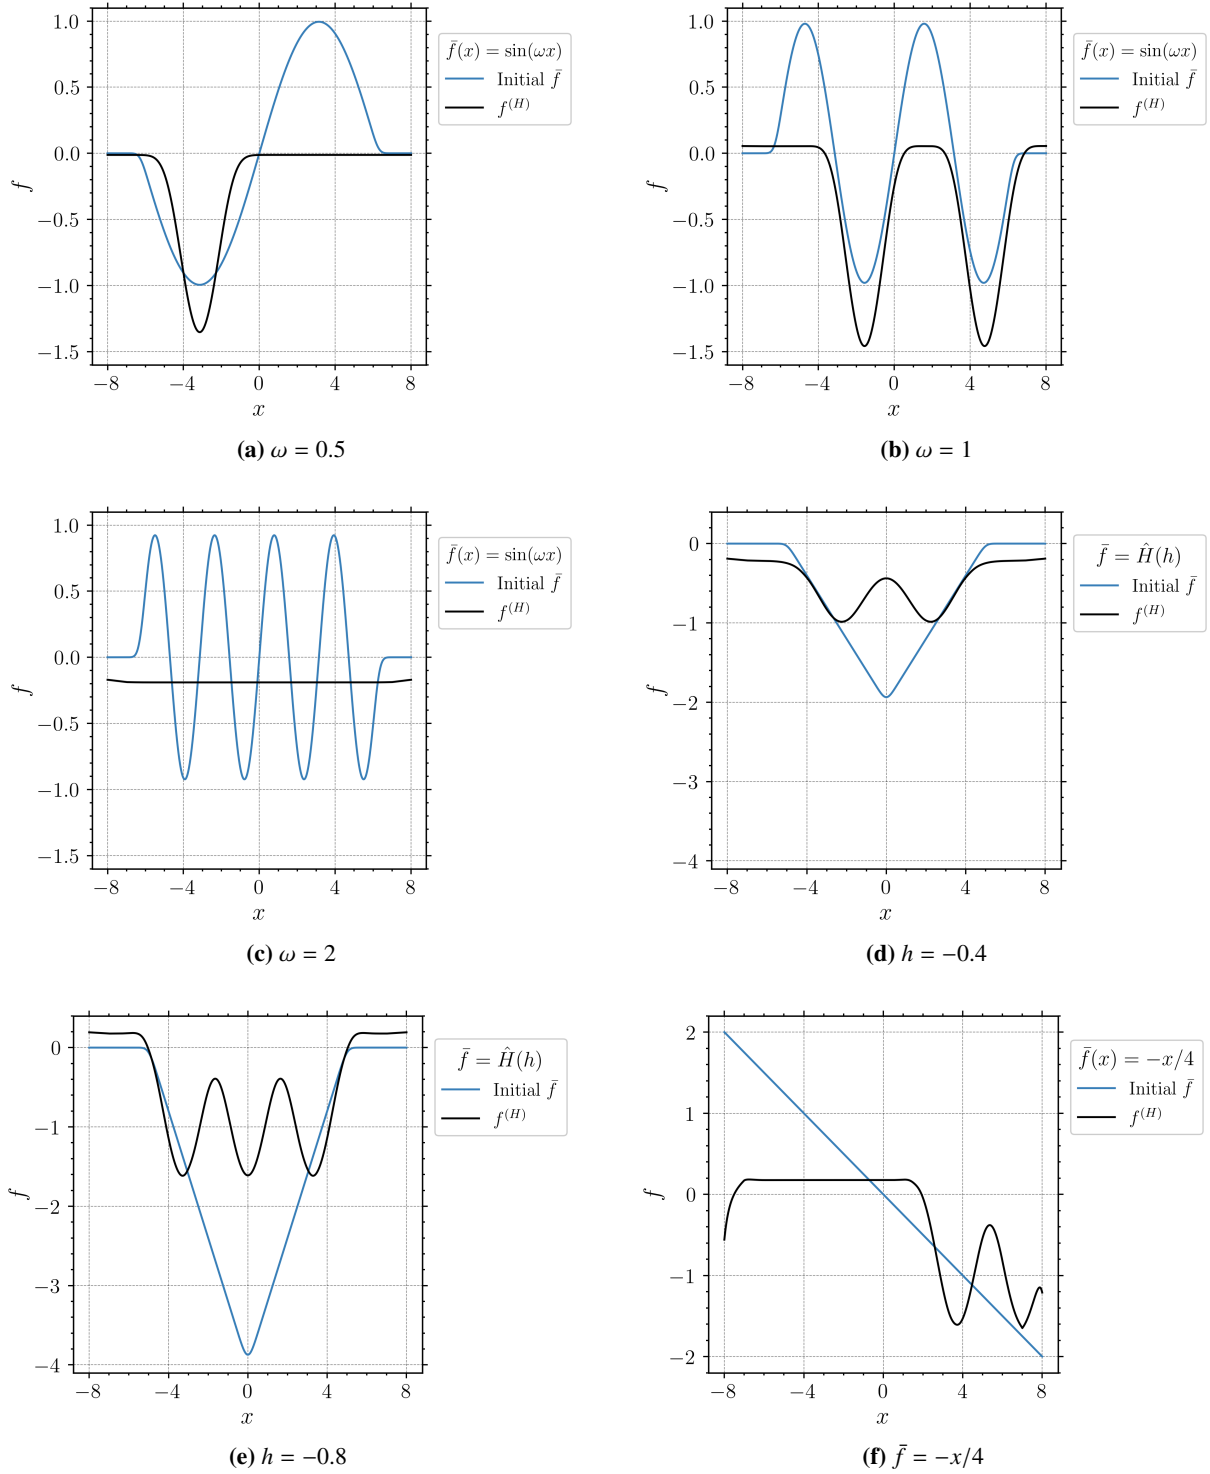 1.0
0.5
0.0
−0.5
−1.0
−1.5
f
−8 −4 0 4 8
x
f̄(x) = sin(ωx)
Initial f̄
f^(H)
(a) ω = 0.5
1.0
0.5
0.0
−0.5
−1.0
−1.5
f
−8 −4 0 4 8
x
f̄(x) = sin(ωx)
Initial f̄
f^(H)
(b) ω = 1
1.0
0.5
0.0
−0.5
−1.0
−1.5
f
−8 −4 0 4 8
x
f̄(x) = sin(ωx)
Initial f̄
f^(H)
(c) ω = 2
0
−1
−2
−3
−4
f
−8 −4 0 4 8
x
f̄ = Ĥ(h)
Initial f̄
f^(H)
(d) h = −0.4
0
−1
−2
−3
−4
f
−8 −4 0 4 8
x
f̄ = Ĥ(h)
Initial f̄
f^(H)
(e) h = −0.8
2
1
0
−1
−2
f
−8 −4 0 4 8
x
f̄(x) = −x/4
Initial f̄
f^(H)
(f) f̄ = −x/4